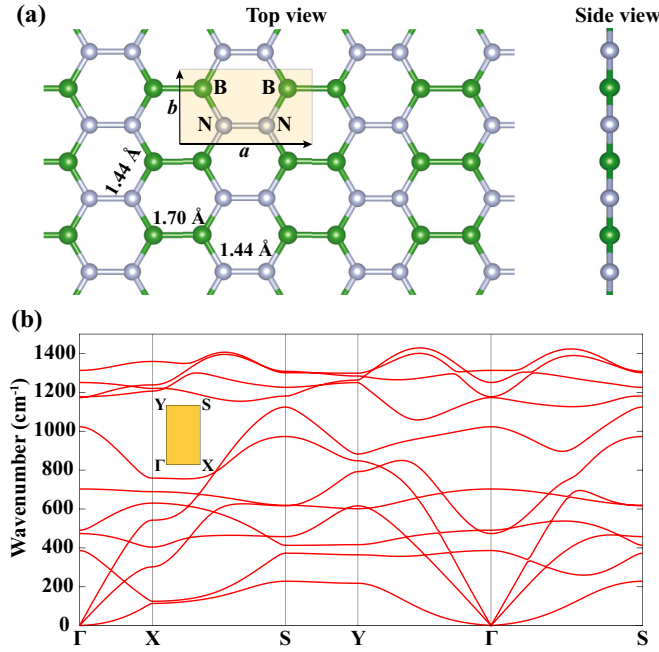 (a)
Top view
Side view
B B
b
N N
a
1.44 Å
1.70 Å
1.44 Å
(b)
1400
1200
1000
800
600
400
200
0
Wavenumber (cm⁻¹)
Y S
Γ X
Γ X S Y Γ S